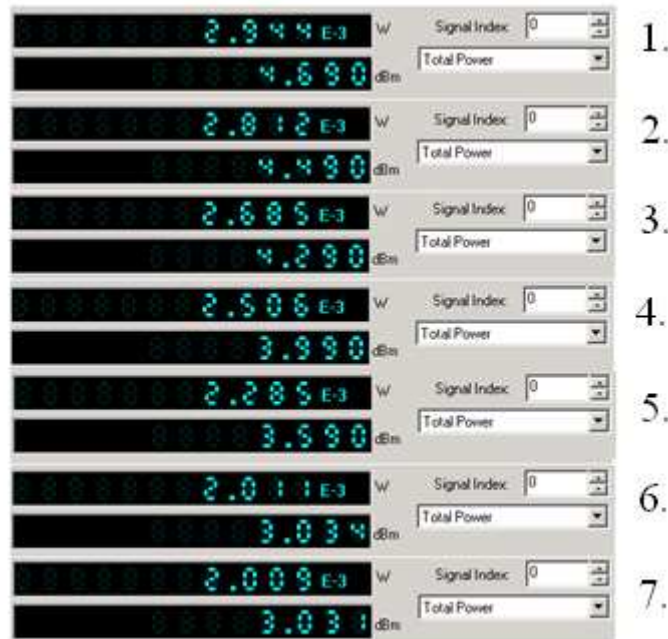 2.944 E-3 W Signal Index: 0 1.
4.690 dBm Total Power
2.812 E-3 W Signal Index: 0 2.
4.490 dBm Total Power
2.685 E-3 W Signal Index: 0 3.
4.290 dBm Total Power
2.506 E-3 W Signal Index: 0 4.
3.990 dBm Total Power
2.285 E-3 W Signal Index: 0 5.
3.590 dBm Total Power
2.011 E-3 W Signal Index: 0 6.
3.034 dBm Total Power
2.009 E-3 W Signal Index: 0 7.
3.031 dBm Total Power